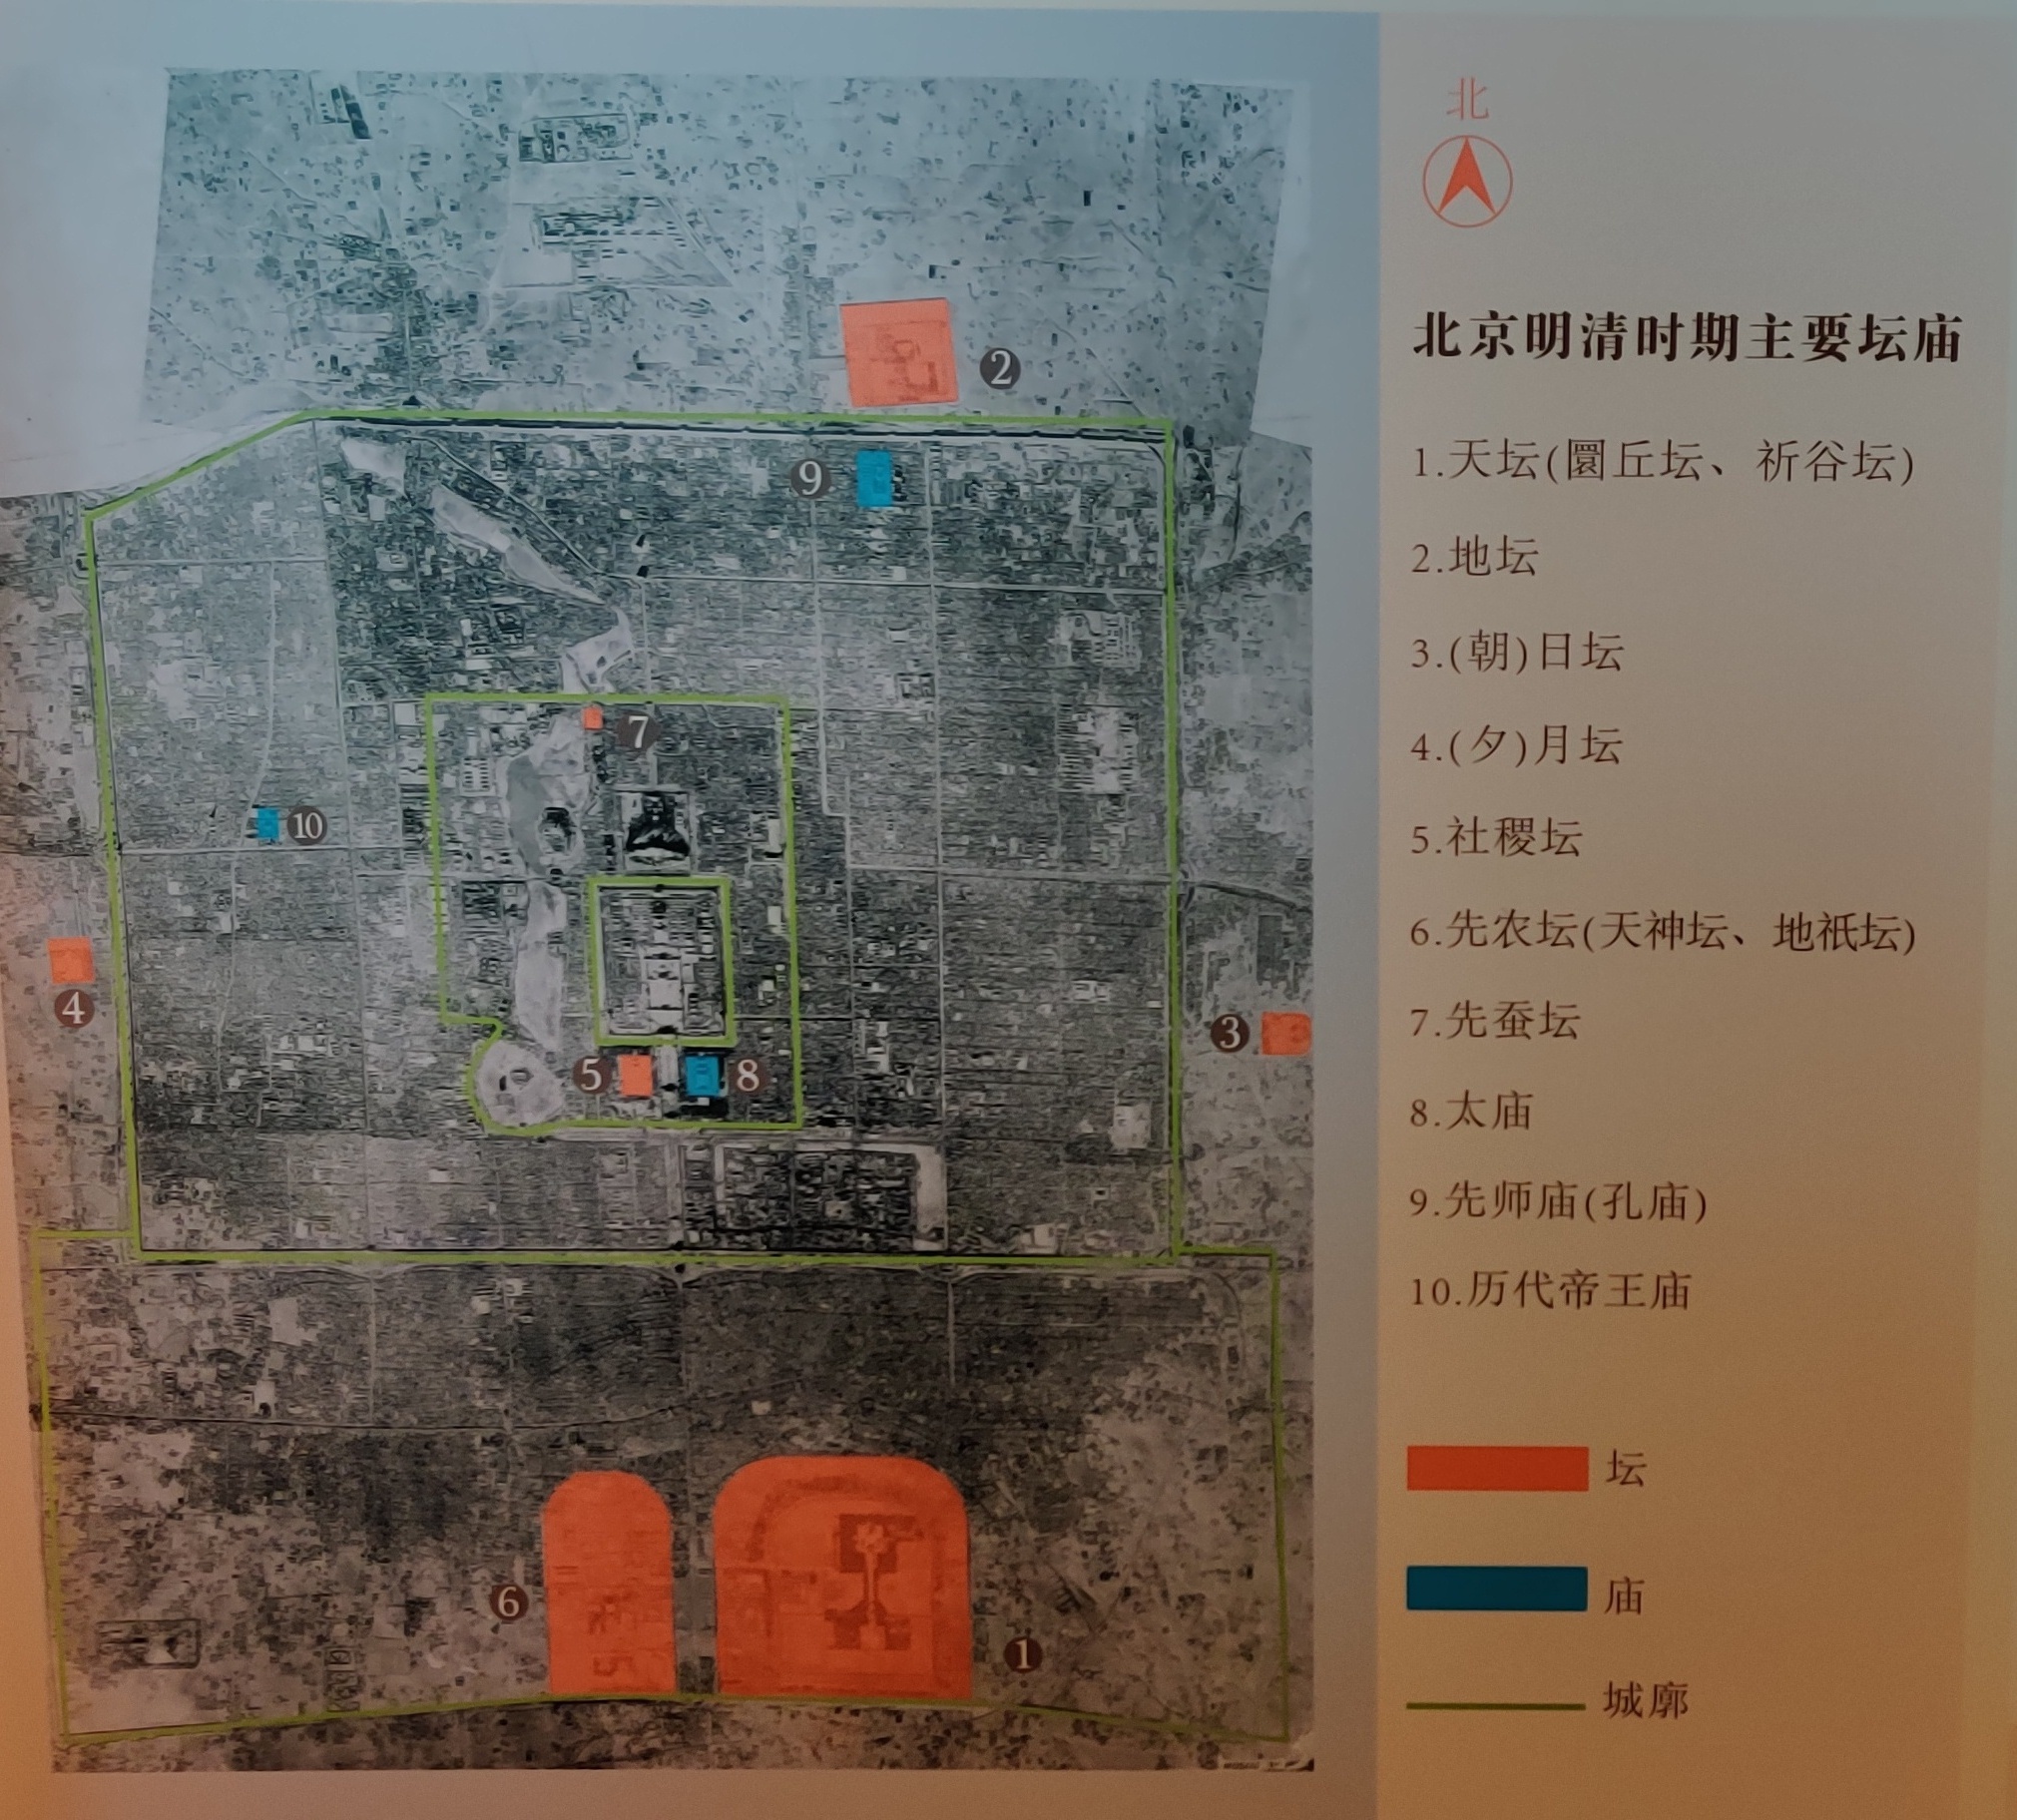 北
北京明清时期主要坛庙
1.天坛(圜丘坛、祈谷坛)
2.地坛
3.(朝)日坛
4.(夕)月坛
5.社稷坛
6.先农坛(天神坛、地祇坛)
7.先蚕坛
8.太庙
9.先师庙(孔庙)
10.历代帝王庙
坛
庙
城廓
2
9
7
10
4
3
5
8
6
1